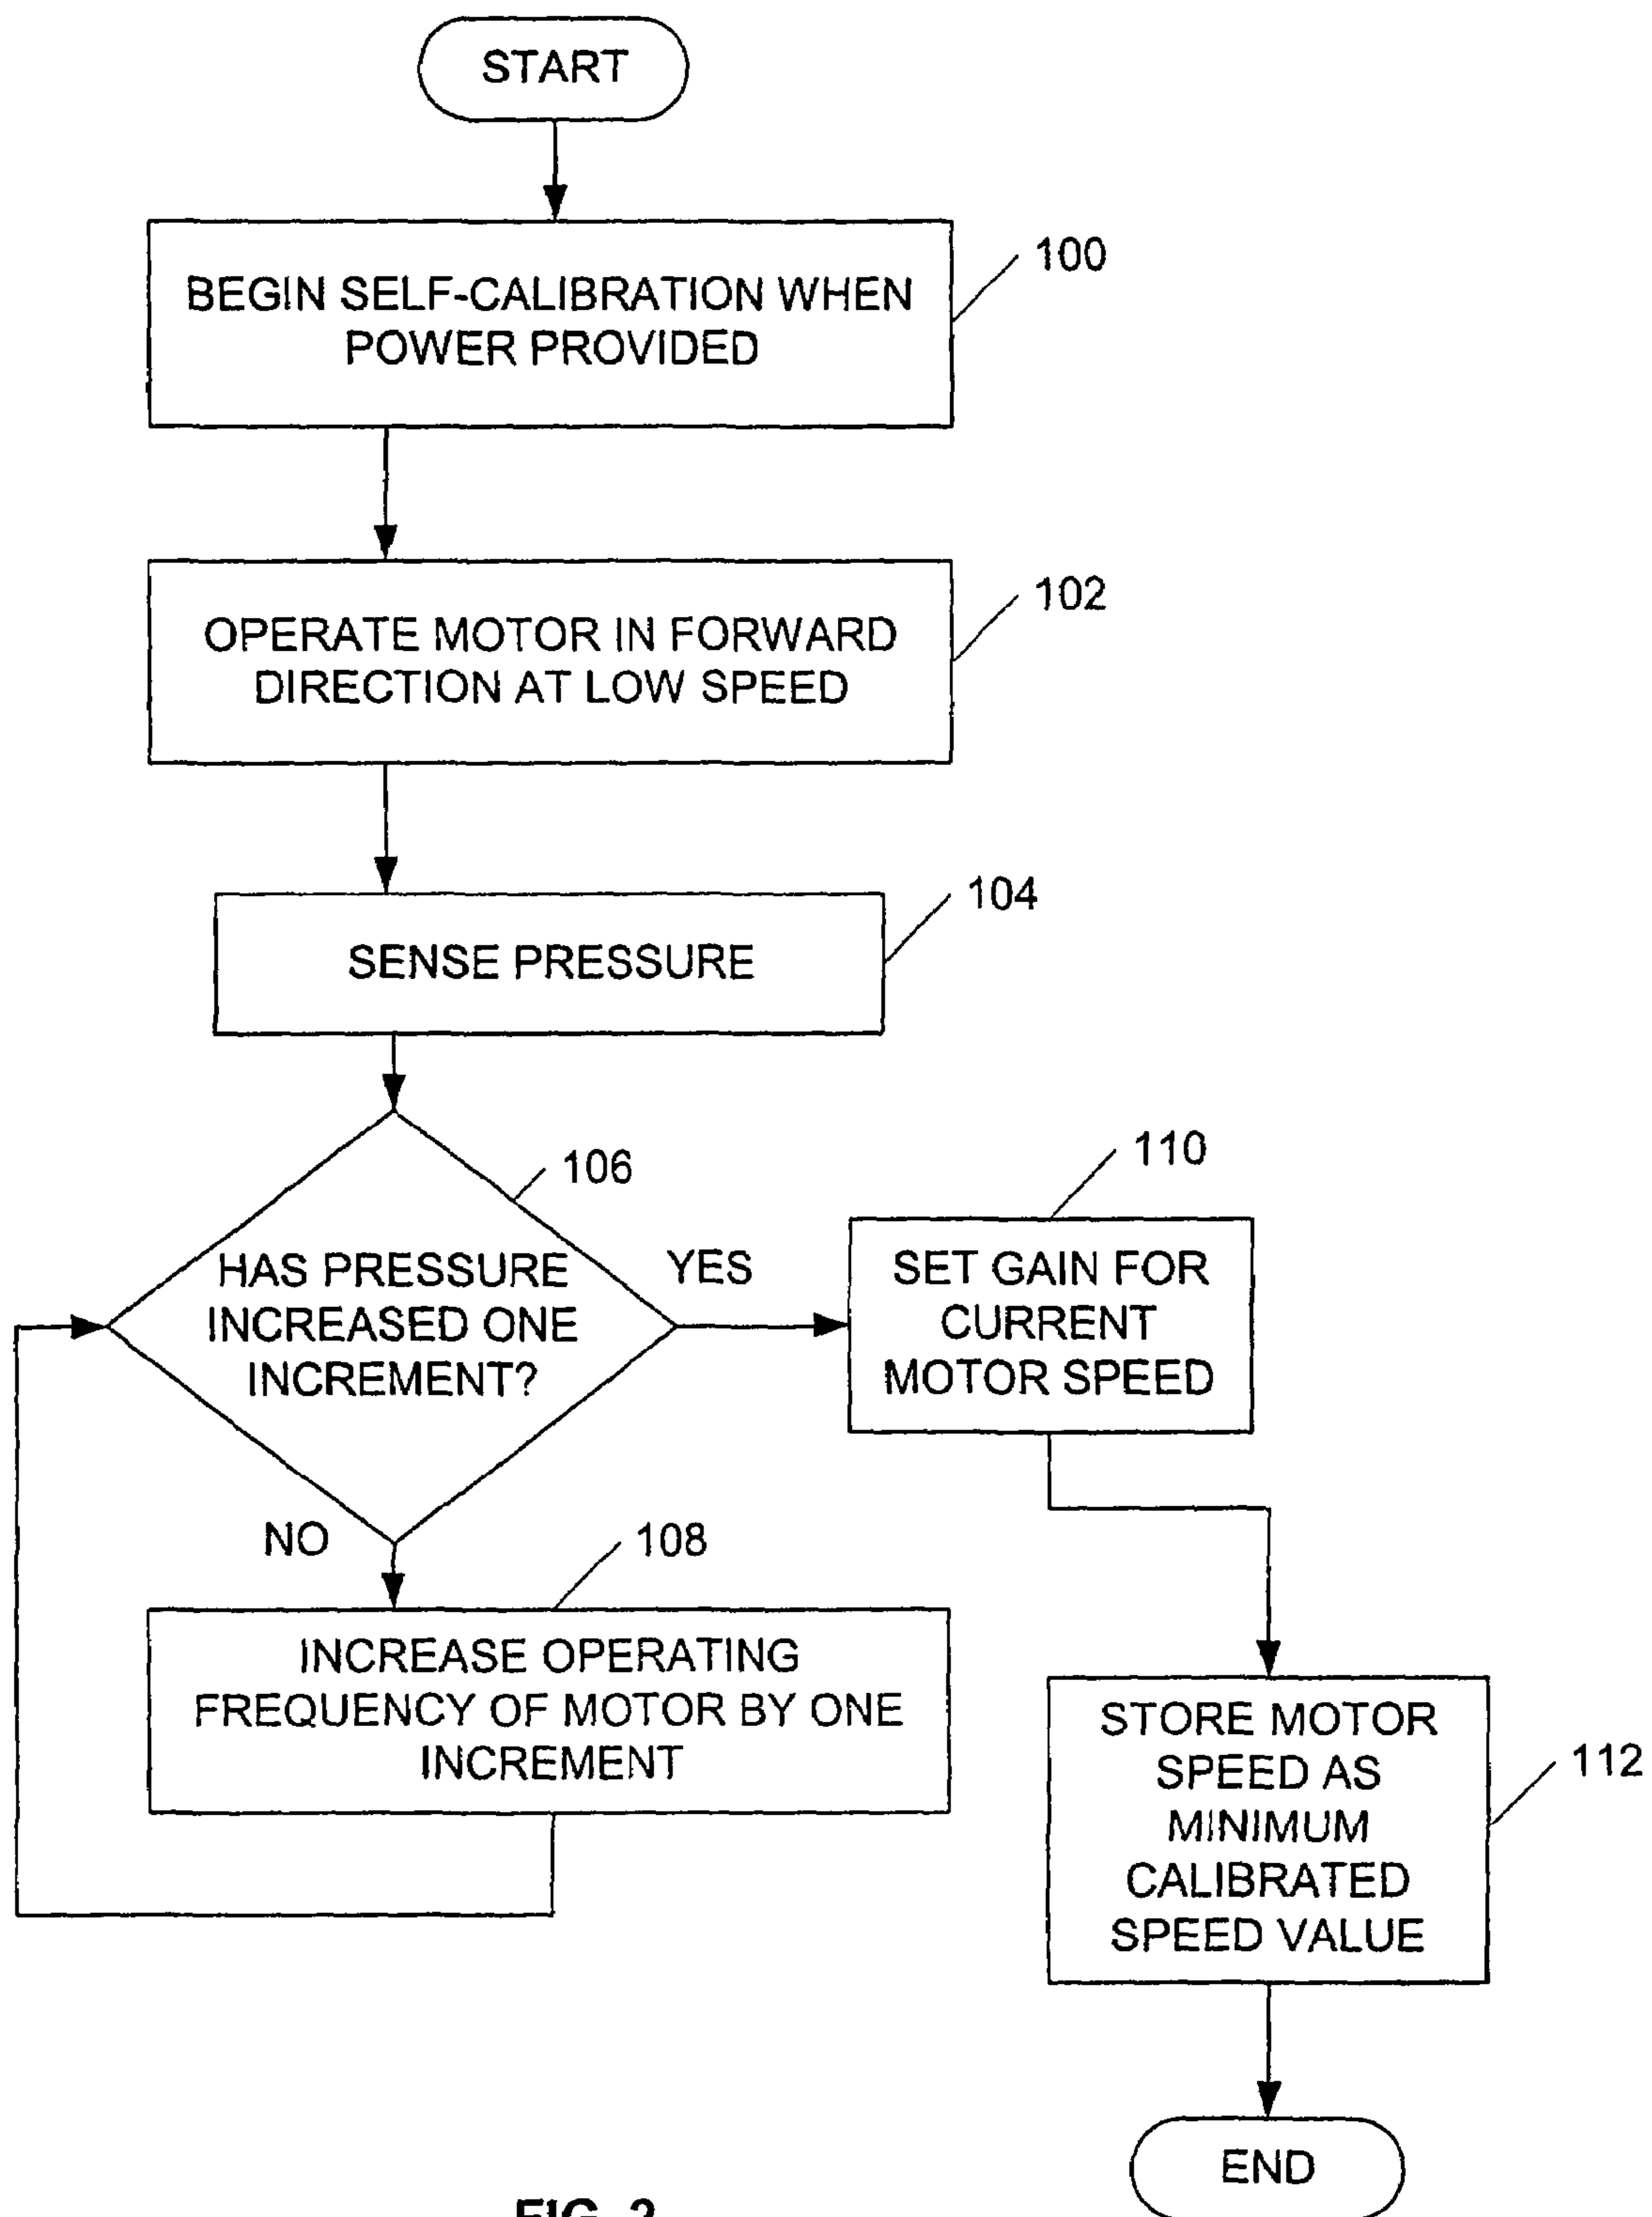 START
100
BEGIN SELF-CALIBRATION WHEN
POWER PROVIDED
102
OPERATE MOTOR IN FORWARD
DIRECTION AT LOW SPEED
104
SENSE PRESSURE
106
HAS PRESSURE
INCREASED ONE
INCREMENT?
YES
110
SET GAIN FOR
CURRENT
MOTOR SPEED
NO
108
INCREASE OPERATING
FREQUENCY OF MOTOR BY ONE
INCREMENT
112
STORE MOTOR
SPEED AS
MINIMUM
CALIBRATED
SPEED VALUE
END
FIG.